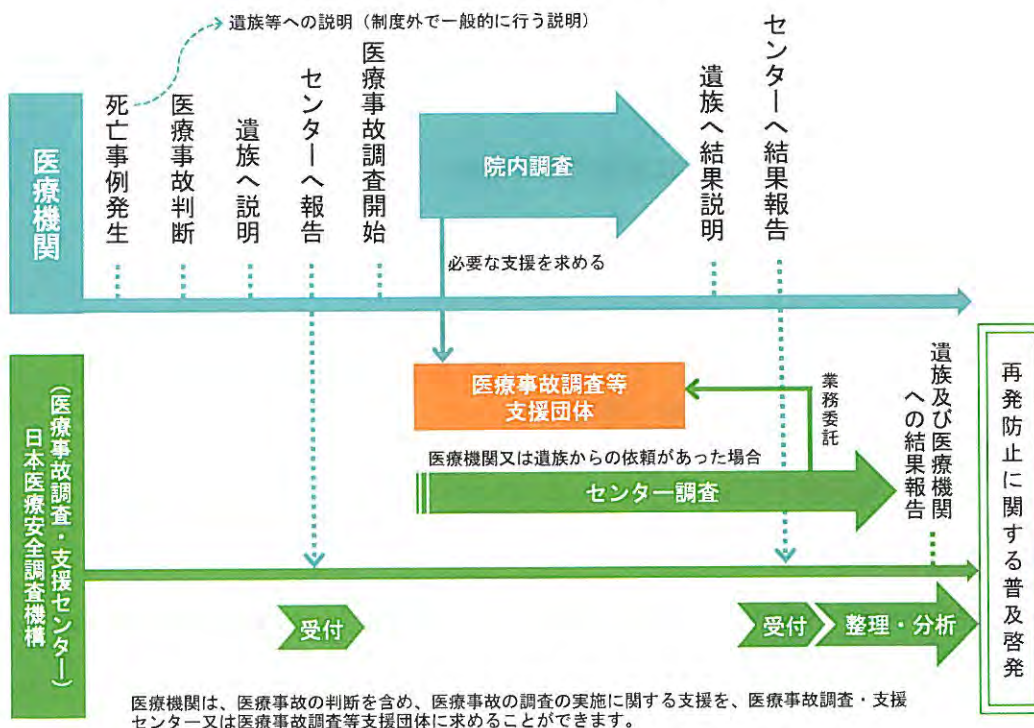 遺族等への説明（制度外で一般的に行う説明）
医療機関
死亡事例発生
医療事故判断
遺族へ説明
センターへ報告
医療事故調査開始
院内調査
遺族へ結果説明
センターへ結果報告
必要な支援を求める
医療事故調査等
支援団体
業務委託
医療機関又は遺族からの依頼があった場合
センター調査
遺族及び医療機関
への結果報告
日本医療安全調査機構
（医療事故調査・支援センター）
受付
受付
整理・分析
再発防止に関する普及啓発
医療機関は、医療事故の判断を含め、医療事故の調査の実施に関する支援を、医療事故調査・支援
センター又は医療事故調査等支援団体に求めることができます。